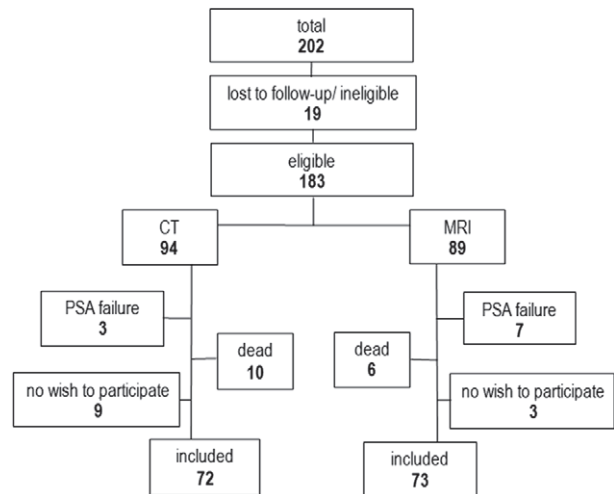 total
202
lost to follow-up/ ineligible
19
eligible
183
CT
94
MRI
89
PSA failure
3
PSA failure
7
dead
10
dead
6
no wish to participate
9
no wish to participate
3
included
72
included
73